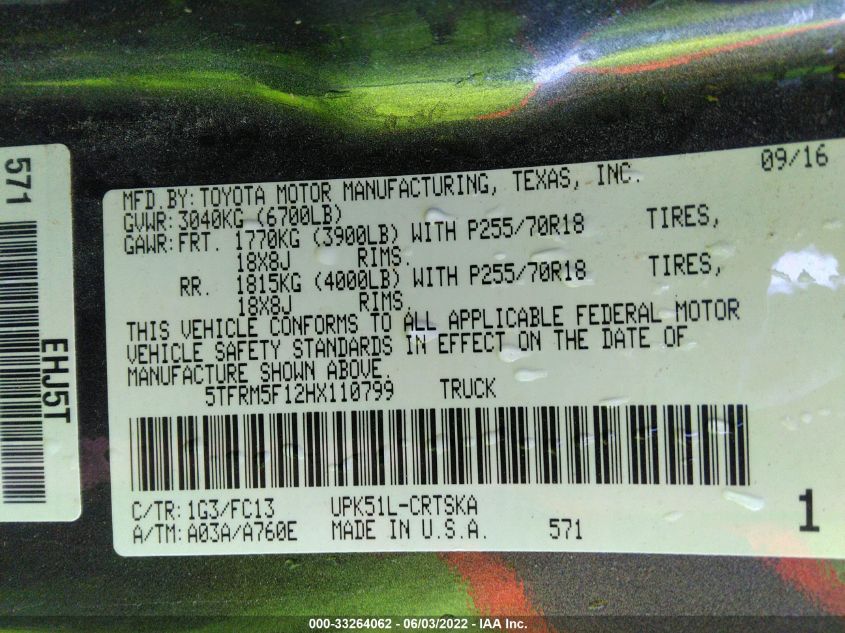 571
EHJ5T
09/16
MFD.BY:TOYOTA MOTOR MANUFACTURING, TEXAS, INC.
GVWR:3040KG (6700LB)
GAWR:FRT. 1770KG (3900LB) WITH P255/70R18 TIRES,
18X8J RIMS.
RR. 1815KG (4000LB) WITH P255/70R18 TIRES,
18X8J RIMS.
THIS VEHICLE CONFORMS TO ALL APPLICABLE FEDERAL MOTOR
VEHICLE SAFETY STANDARDS IN EFFECT ON THE DATE OF
MANUFACTURE SHOWN ABOVE.
5TFRM5F12HX110799 TRUCK
C/TR:1G3/FC13 UPK51L-CRTSKA
A/TM:A03A/A760E MADE IN U.S.A. 571
1
000-33264062 - 06/03/2022 - IAA Inc.